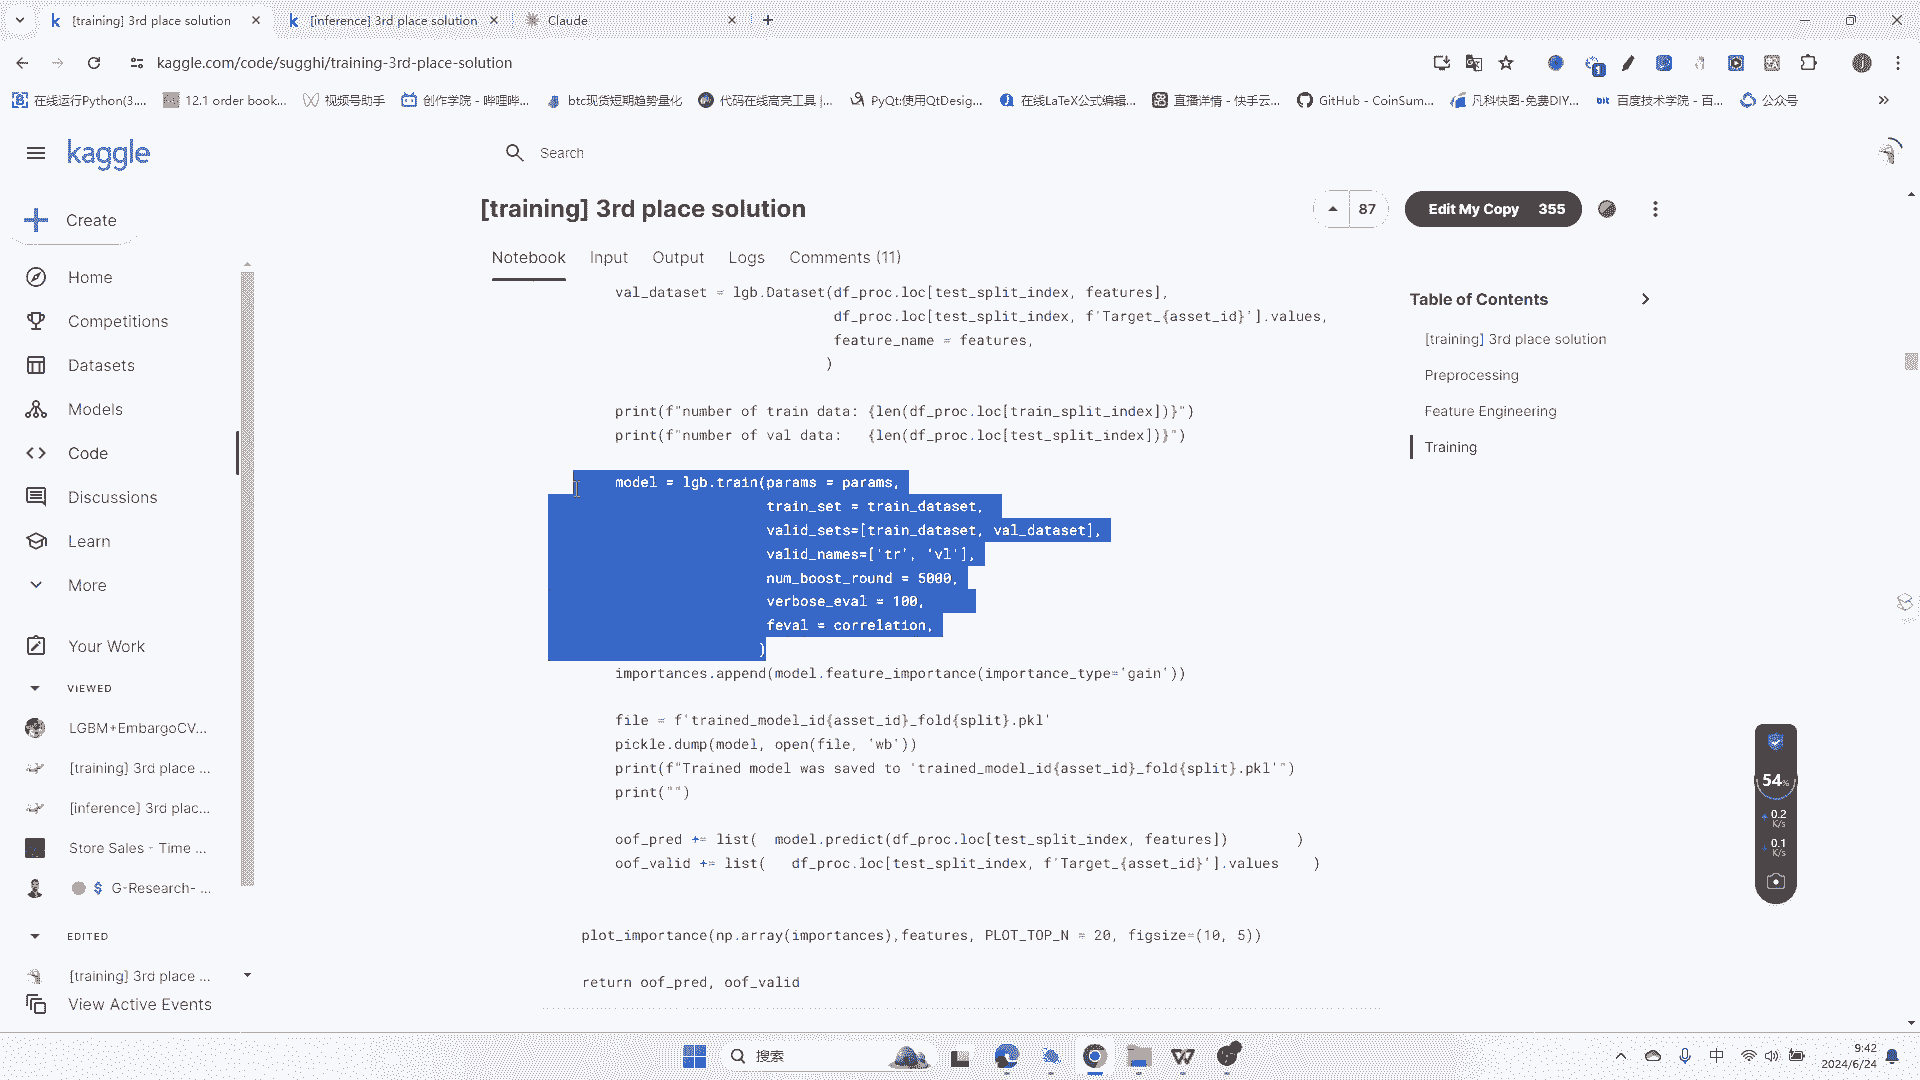 [training] 3rd place solution
[inference] 3rd place solution
Claude
kaggle.com/code/sugghi/training-3rd-place-solution
1
在线运行Python(3....
12.1 order book...
视频号助手
创作学院 - 哔哩哔...
btc现货短期趋势量化
代码在线高亮工具 |...
PyQt:使用QtDesig...
在线LaTeX公式编辑...
直播详情 - 快手云...
GitHub - CoinSum...
凡科快图-免费DIY...
百度技术学院 - 百...
公众号
kaggle
Search
Create
Home
Competitions
Datasets
Models
Code
Discussions
Learn
More
Your Work
VIEWED
LGBM+EmbargoCV...
[training] 3rd place ...
[inference] 3rd plac...
Store Sales - Time ...
$ G-Research- ...
EDITED
[training] 3rd place ...
View Active Events
[training] 3rd place solution
87
Edit My Copy 355
Notebook Input Output Logs Comments (11)
val_dataset = lgb.Dataset(df_proc.loc[test_split_index, features],
df_proc.loc[test_split_index, f'Target_{asset_id}'].values,
feature_name = features,
)
print(f"number of train data: {len(df_proc.loc[train_split_index])}")
print(f"number of val data:   {len(df_proc.loc[test_split_index])}")
model = lgb.train(params = params,
train_set = train_dataset,
valid_sets=[train_dataset, val_dataset],
valid_names=['tr', 'vl'],
num_boost_round = 5000,
verbose_eval = 100,
feval = correlation,
)
importances.append(model.feature_importance(importance_type='gain'))
file = f'trained_model_id{asset_id}_fold{split}.pkl'
pickle.dump(model, open(file, 'wb'))
print(f"Trained model was saved to 'trained_model_id{asset_id}_fold{split}.pkl'")
print("")
oof_pred += list(  model.predict(df_proc.loc[test_split_index, features])        )
oof_valid += list(   df_proc.loc[test_split_index, f'Target_{asset_id}'].values    )
plot_importance(np.array(importances),features, PLOT_TOP_N = 20, figsize=(10, 5))
return oof_pred, oof_valid
Table of Contents
[training] 3rd place solution
Preprocessing
Feature Engineering
Training
54%
0.2
K/s
0.1
K/s
搜索
中
9:42
2024/6/24